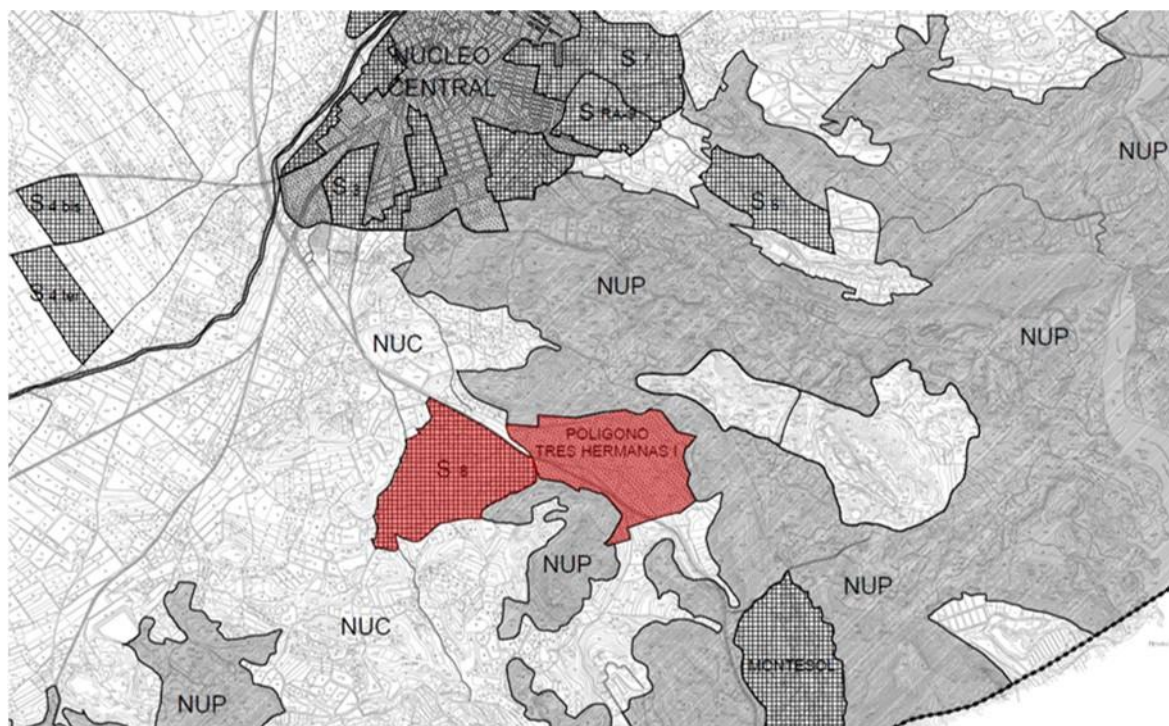 NUCLEO
CENTRAL
S 7
S RA-9
NUP
S 3
S 4 bis
S 5
S 4 ter
NUP
NUP
NUC
POLIGONO
TRES HERMANAS I
S 8
NUP
NUP
NUC
MONTESOL
NUP